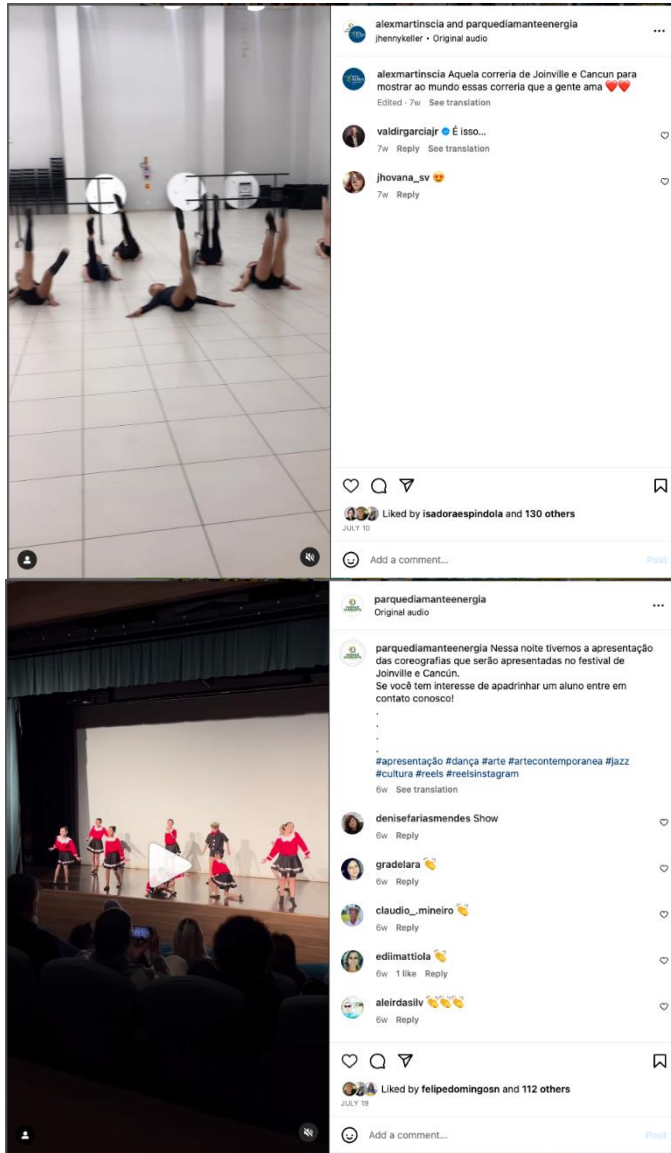 alexmartinscia and parquediamanteenergia
jhennykeller • Original audio
alexmartinscia Aquela correria de Joinville e Cancun para
mostrar ao mundo essas correria que a gente ama ❤️❤️
Edited · 7w See translation
valdirgarciajr É isso...
7w Reply See translation
jhovana_sv 😍
7w Reply
Liked by isadoraespindola and 130 others
JULY 10
Add a comment...
Post
parquediamanteenergia
Original audio
parquediamanteenergia Nessa noite tivemos a apresentação
das coreografias que serão apresentadas no festival de
Joinville e Cancún.
Se você tem interesse de apadrinhar um aluno entre em
contato conosco!
.
.
.
.
#apresentação #dança #arte #artecontemporanea #jazz
#cultura #reels #reelsinstagram
6w See translation
denisefariasmendes Show
6w Reply
gradelara 👏
6w Reply
claudio_.mineiro 👏
6w Reply
ediimattiola 👏
6w 1 like Reply
aleirdasilv 👏👏👏
6w Reply
Liked by felipedomingosn and 112 others
JULY 19
Add a comment...
Post